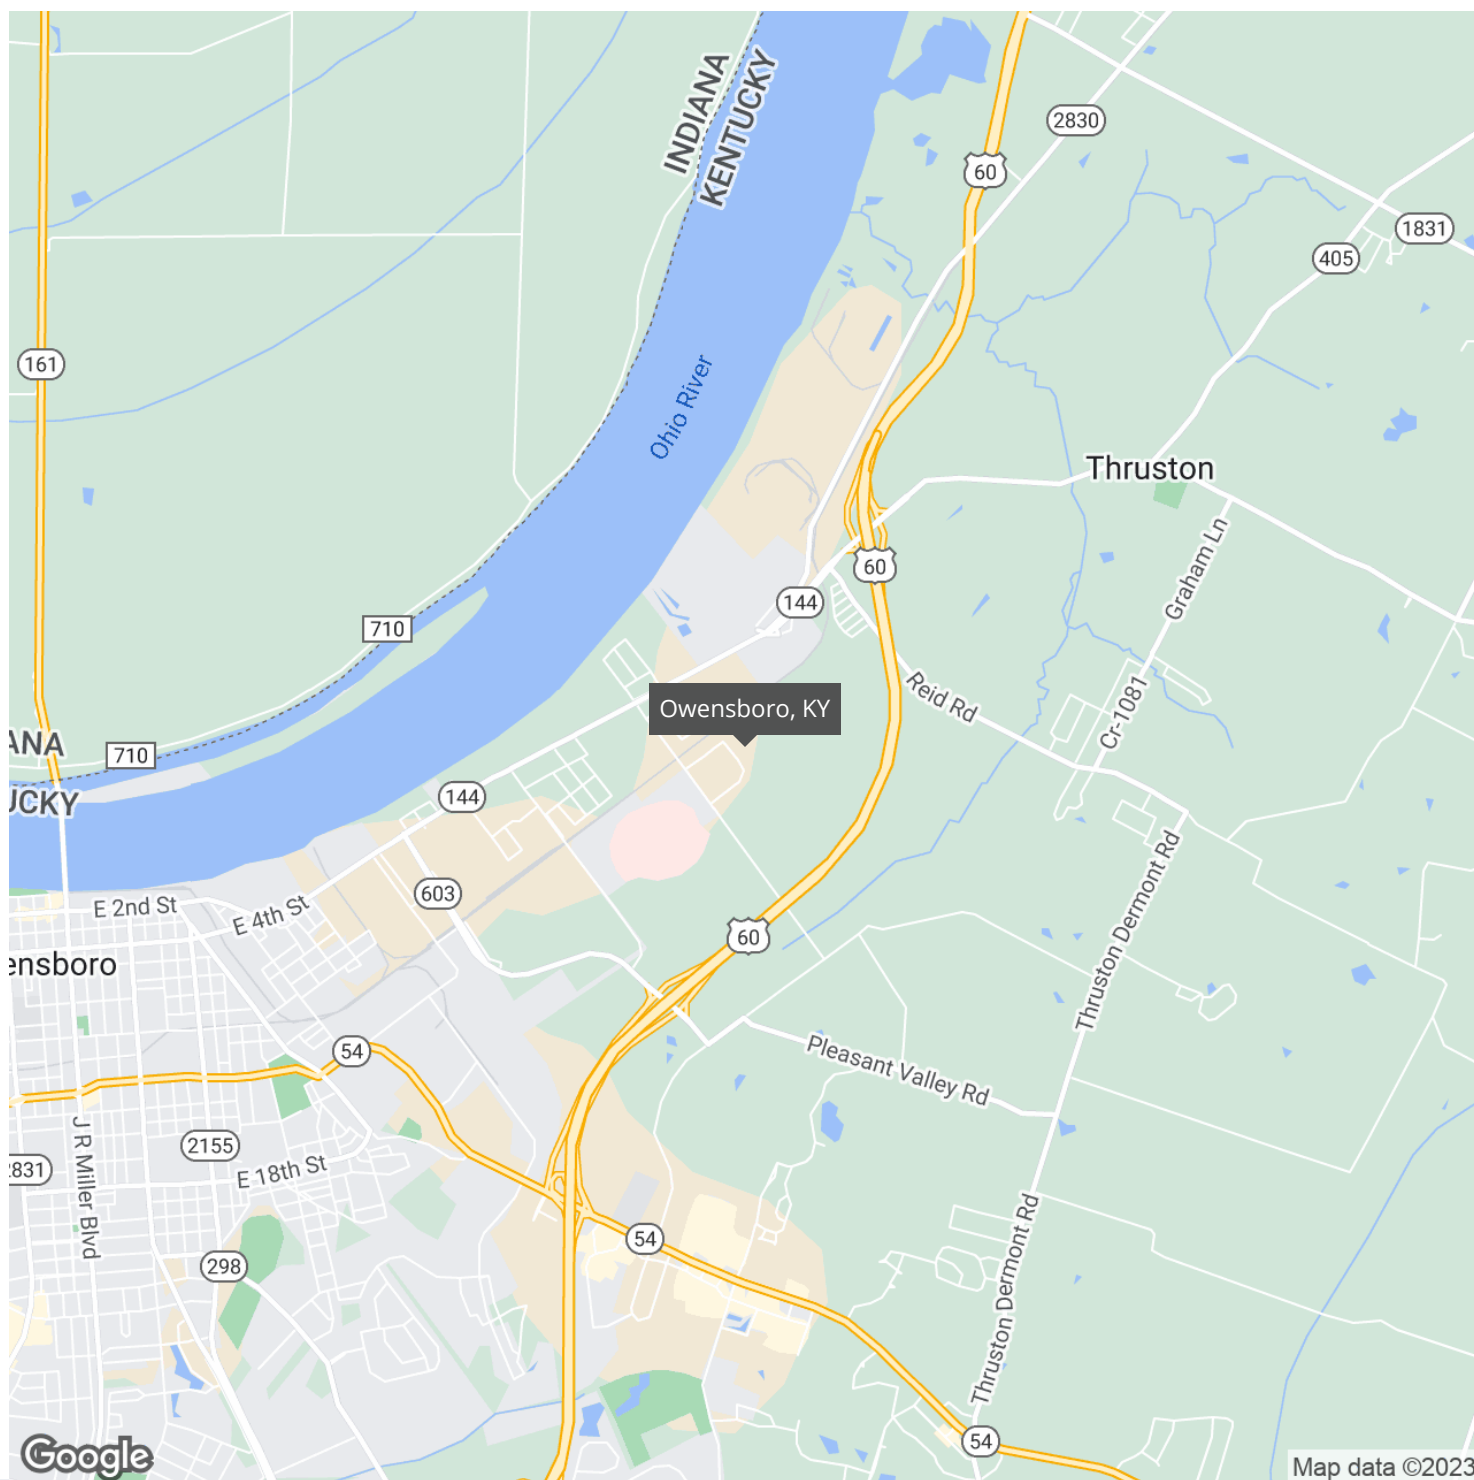 INDIANA
KENTUCKY
2830
60
1831
405
161
Ohio River
Thruston
60
144
Graham Ln
710
Reid Rd
Cr-1081
Owensboro, KY
ANA
710
UCKY
144
Thruston Dermont Rd
603
E 2nd St
E 4th St
60
ensboro
54
Pleasant Valley Rd
J R Miller Blvd
2155
831
E 18th St
Thruston Dermont Rd
54
298
54
Google
Map data ©2023